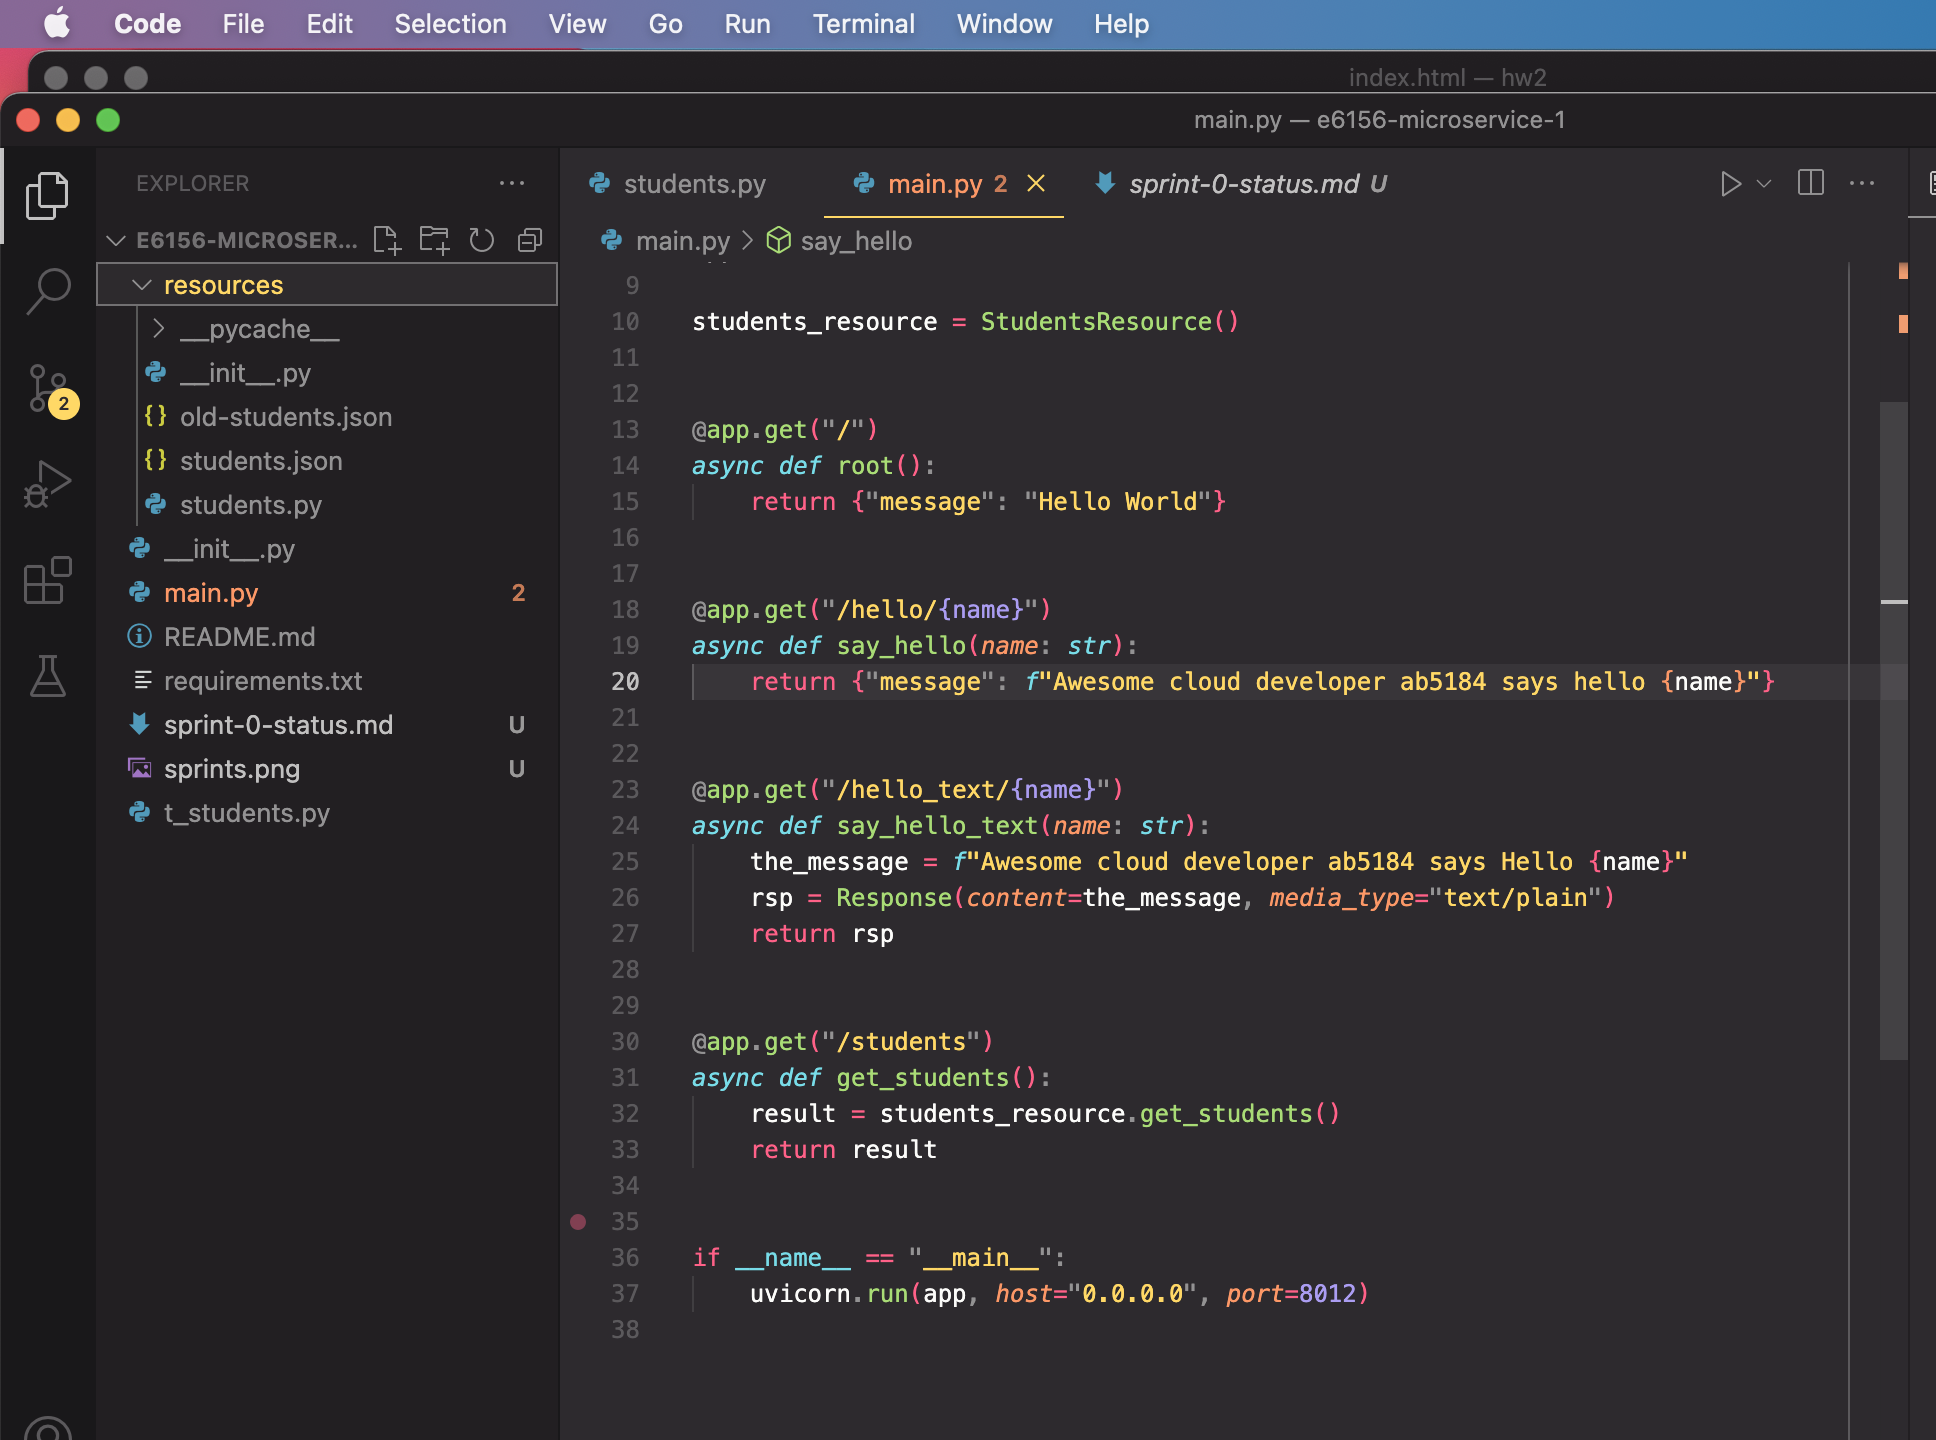 Code File Edit Selection View Go Run Terminal Window Help
index.html — hw2
main.py — e6156-microservice-1
EXPLORER
E6156-MICROSER...
resources
__pycache__
__init__.py
old-students.json
students.json
students.py
__init__.py
main.py 2
README.md
requirements.txt
sprint-0-status.md U
sprints.png U
t_students.py
2
students.py main.py 2 sprint-0-status.md U
main.py > say_hello
9
10 students_resource = StudentsResource()
11
12
13 @app.get("/")
14 async def root():
15 return {"message": "Hello World"}
16
17
18 @app.get("/hello/{name}")
19 async def say_hello(name: str):
20 return {"message": f"Awesome cloud developer ab5184 says hello {name}"}
21
22
23 @app.get("/hello_text/{name}")
24 async def say_hello_text(name: str):
25 the_message = f"Awesome cloud developer ab5184 says Hello {name}"
26 rsp = Response(content=the_message, media_type="text/plain")
27 return rsp
28
29
30 @app.get("/students")
31 async def get_students():
32 result = students_resource.get_students()
33 return result
34
35
36 if __name__ == "__main__":
37 uvicorn.run(app, host="0.0.0.0", port=8012)
38